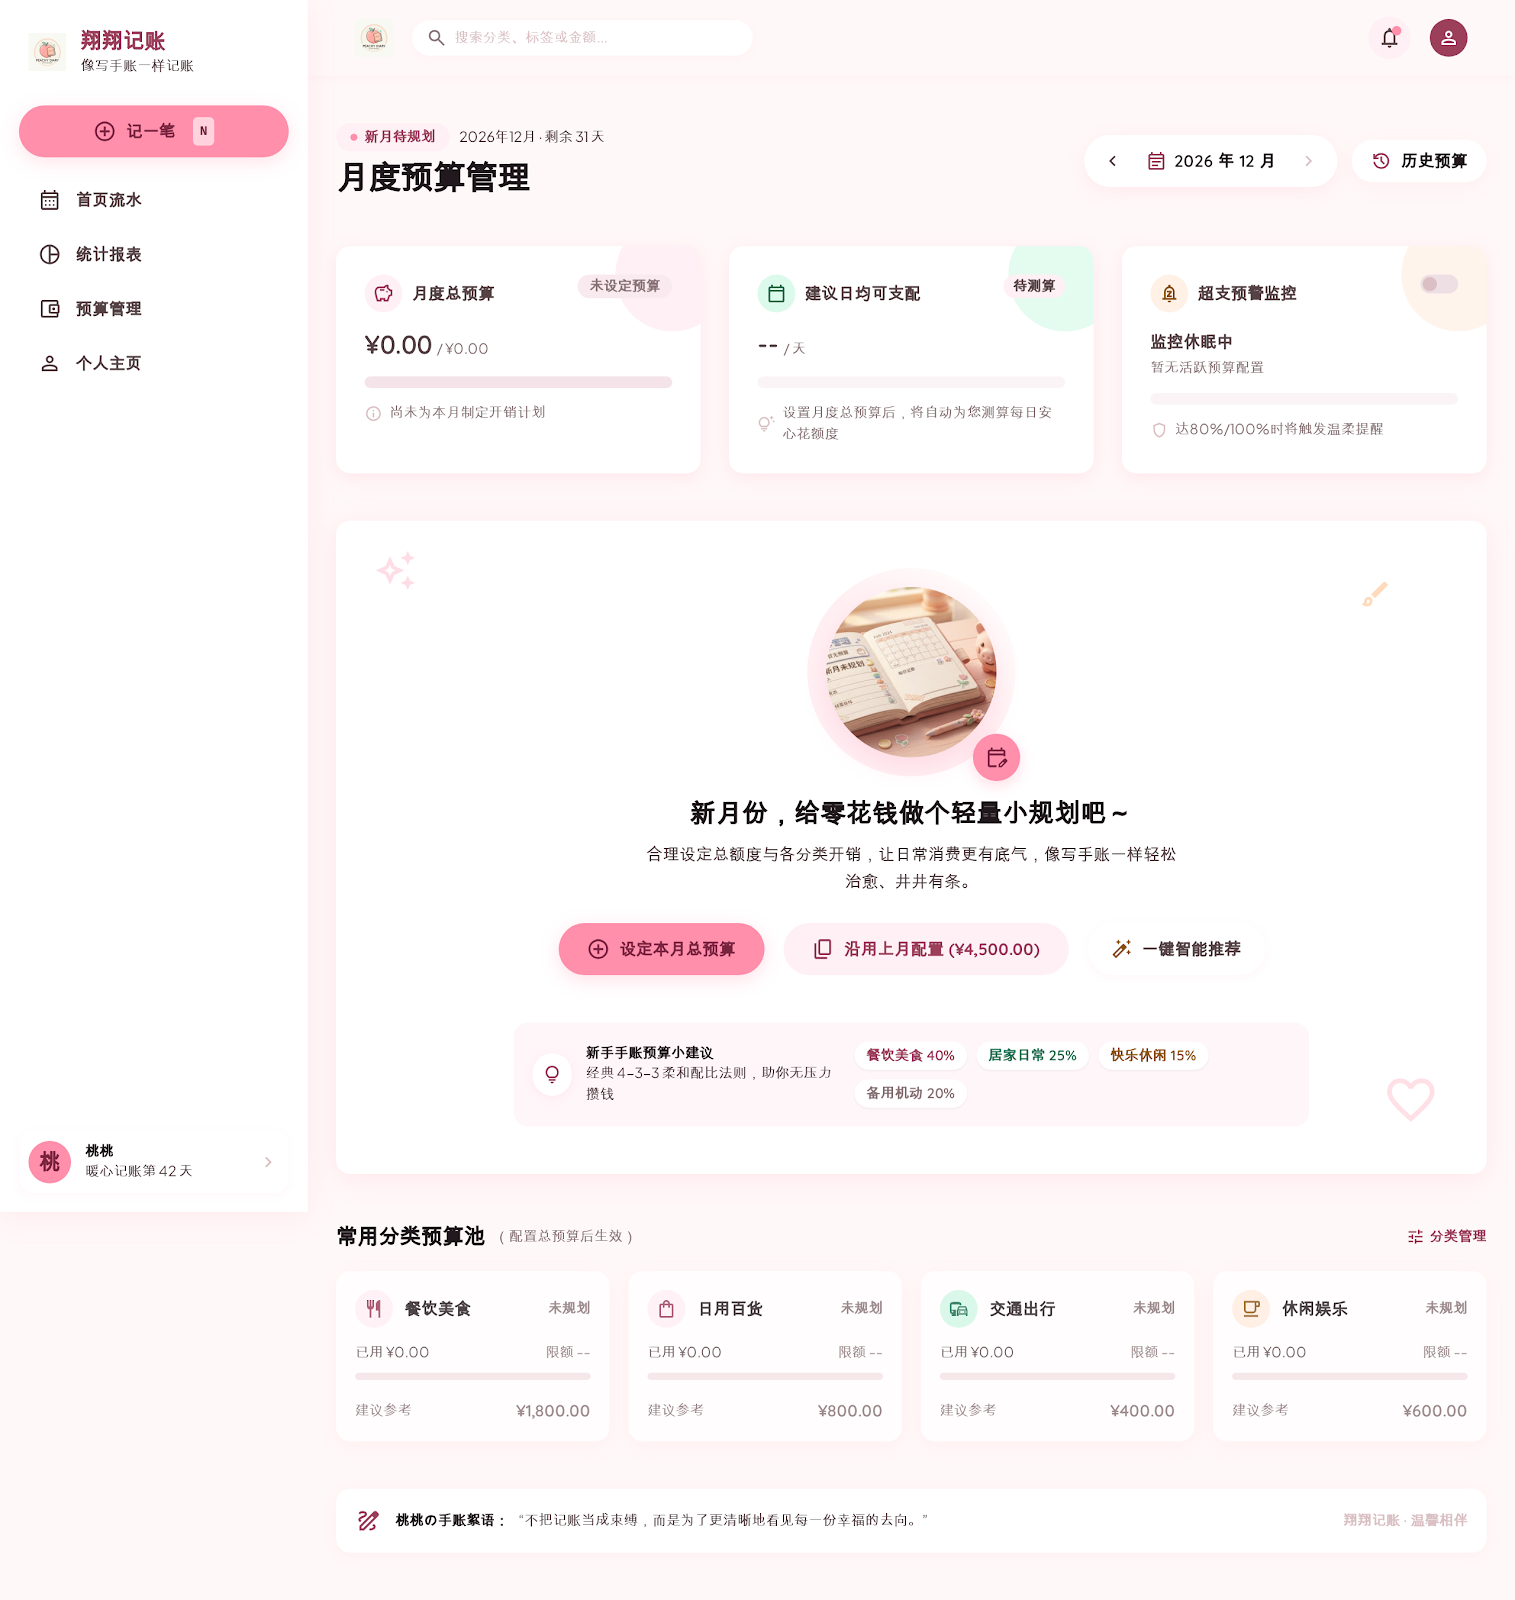 翔翔记账
像写手账一样记账
记一笔 N
首页流水
统计报表
预算管理
个人主页
桃桃
暖心记账第 42 天
搜索分类、标签或金额...
新月待规划 2026年12月 · 剩余 31 天
月度预算管理
2026 年 12 月
历史预算
月度总预算 未设定预算
¥0.00 / ¥0.00
尚未为本月制定开销计划
建议日均可支配 待测算
-- / 天
设置月度总预算后，将自动为您测算每日安
心花额度
超支预警监控
监控休眠中
暂无活跃预算配置
达80%/100%时将触发温柔提醒
新月份，给零花钱做个轻量小规划吧 ~
合理设定总额度与各分类开销，让日常消费更有底气，像写手账一样轻松
治愈、井井有条。
设定本月总预算
沿用上月配置 (¥4,500.00)
一键智能推荐
新手手账预算小建议
经典 4-3-3 柔和配比法则，助你无压力
攒钱
餐饮美食 40% 居家日常 25% 快乐休闲 15%
备用机动 20%
常用分类预算池 （配置总预算后生效）
分类管理
餐饮美食 未规划
已用 ¥0.00 限额 --
建议参考 ¥1,800.00
日用百货 未规划
已用 ¥0.00 限额 --
建议参考 ¥800.00
交通出行 未规划
已用 ¥0.00 限额 --
建议参考 ¥400.00
休闲娱乐 未规划
已用 ¥0.00 限额 --
建议参考 ¥600.00
桃桃の手账絮语： “不把记账当成束缚，而是为了更清晰地看见每一份幸福的去向。”
翔翔记账 · 温馨相伴